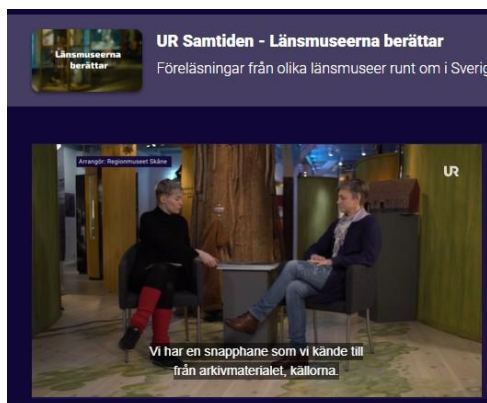 Länsmuseerna
berättar
UR Samtiden - Länsmuseerna berättar
Föreläsningar från olika länsmuseer runt om i Sverig
Arrangör: Regionmuseet Skåne
UR
Vi har en snapphane som vi kände till
från arkivmaterialet, källorna.